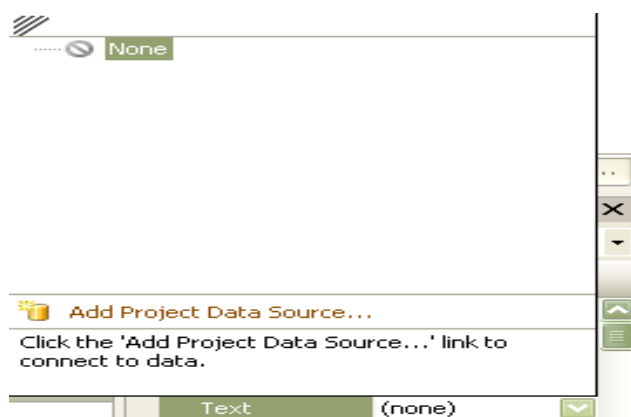 None
..
Add Project Data Source...
Click the 'Add Project Data Source...' link to
connect to data.
Text (none)